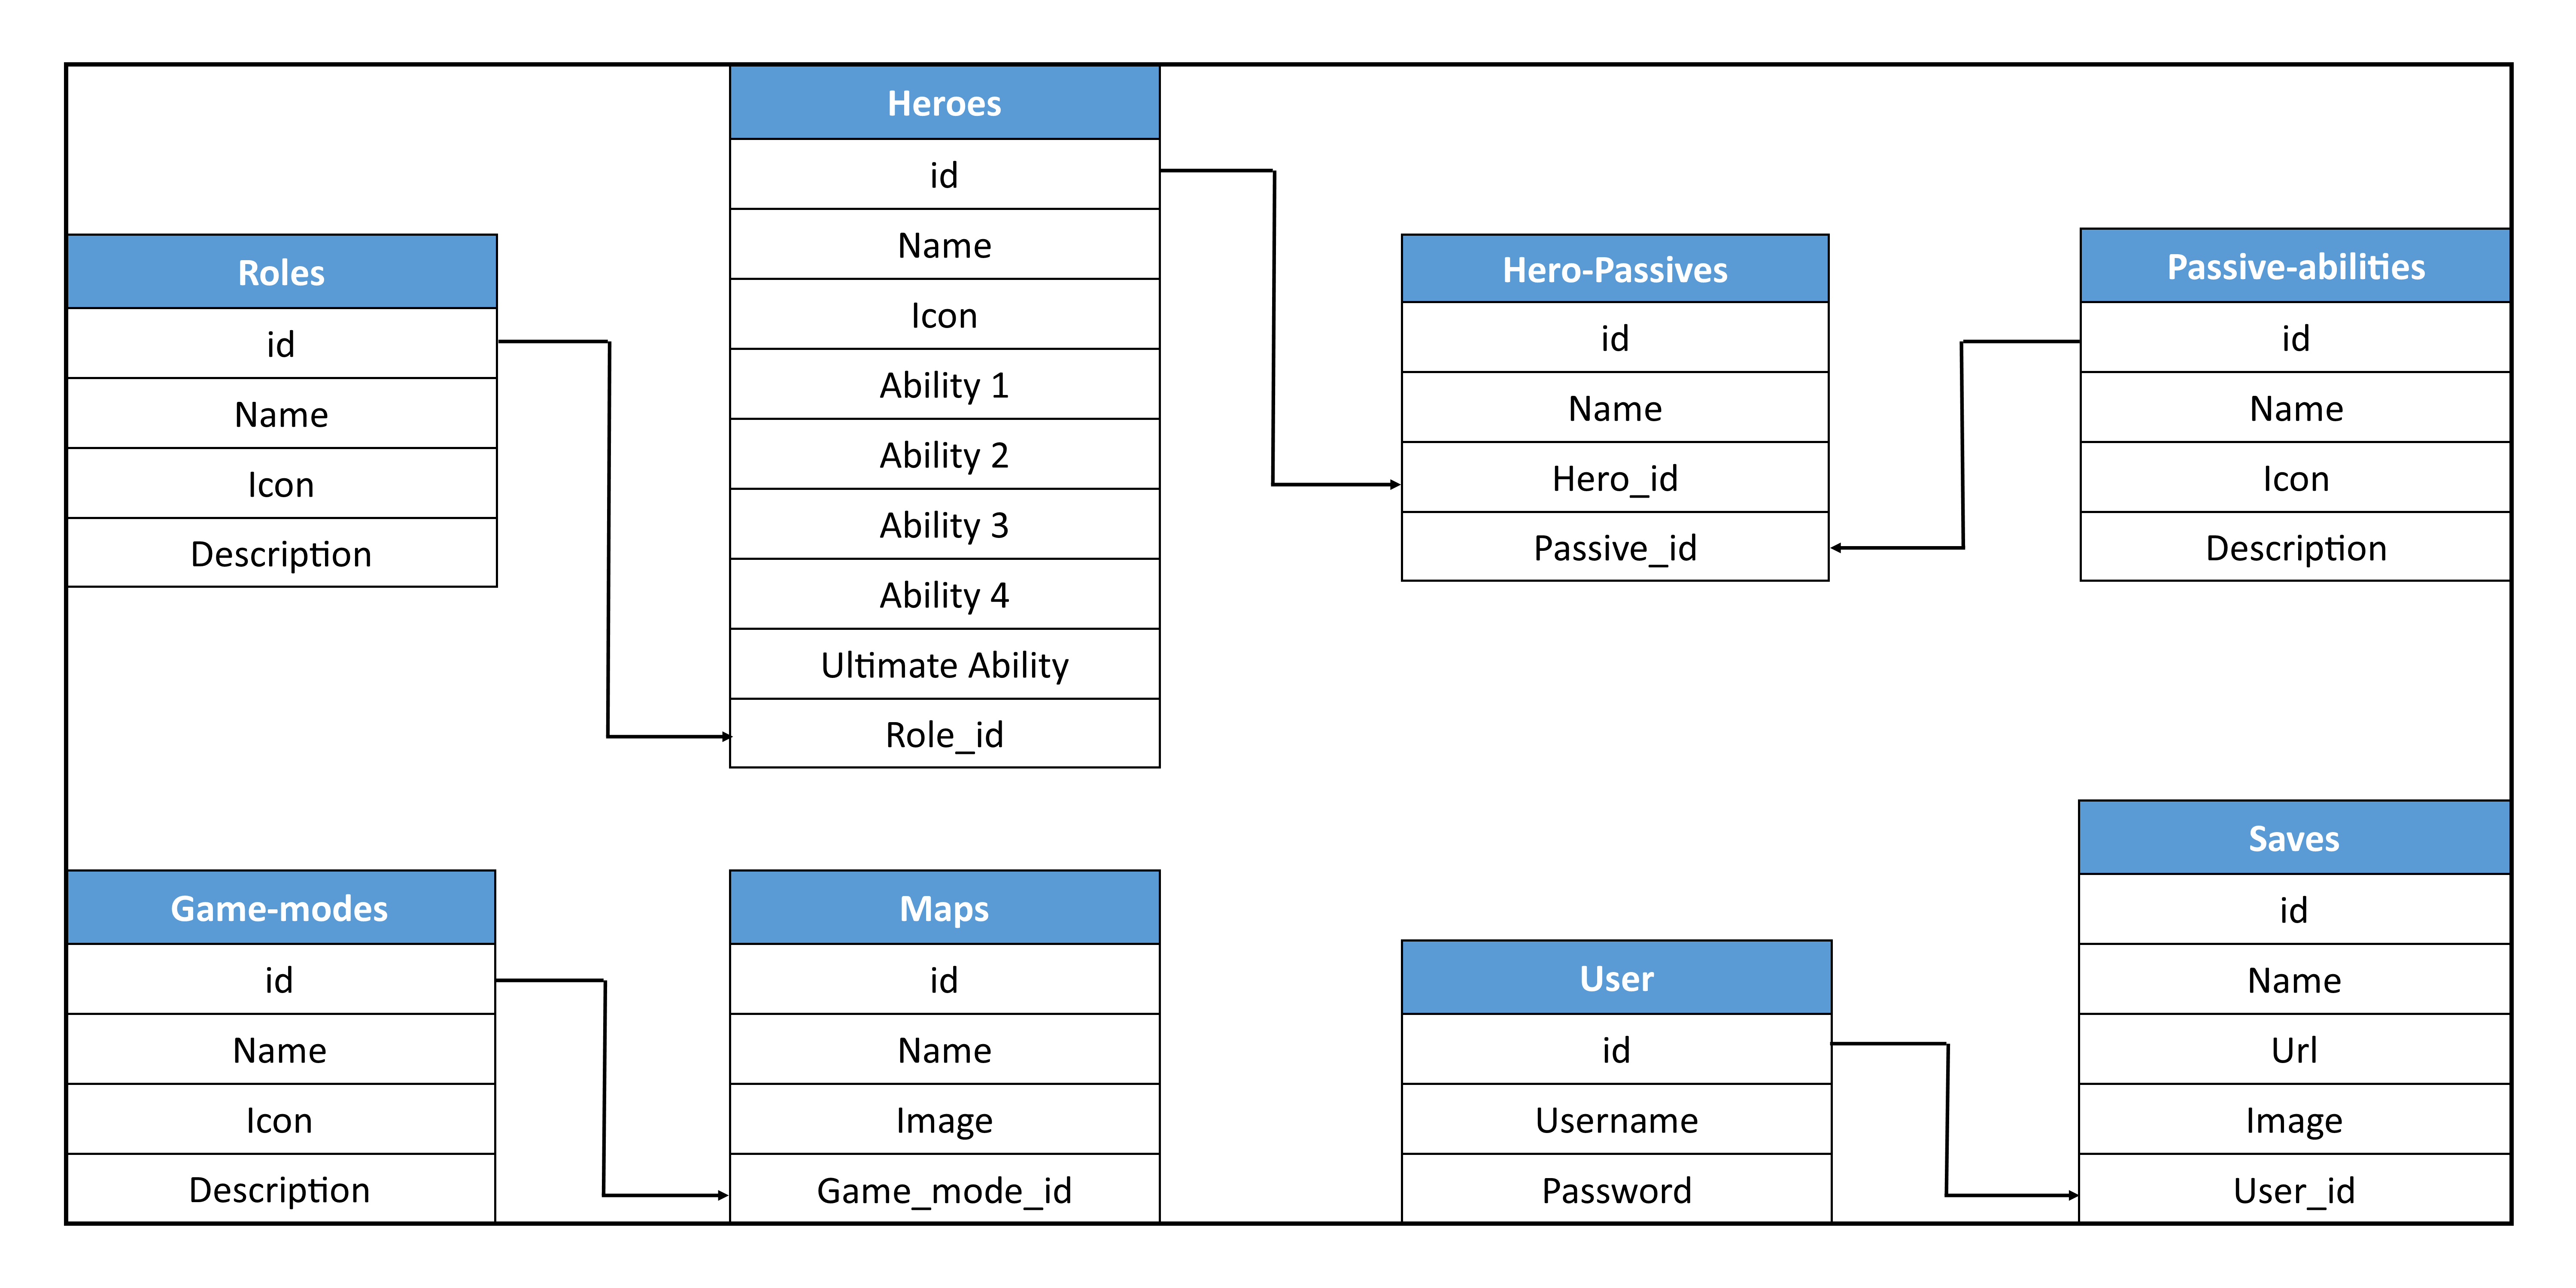 Heroes
id
Name
Icon
Ability 1
Ability 2
Ability 3
Ability 4
Ultimate Ability
Role_id
Roles
id
Name
Icon
Description
Hero-Passives
id
Name
Hero_id
Passive_id
Passive-abilities
id
Name
Icon
Description
Game-modes
id
Name
Icon
Description
Maps
id
Name
Image
Game_mode_id
User
id
Username
Password
Saves
id
Name
Url
Image
User_id